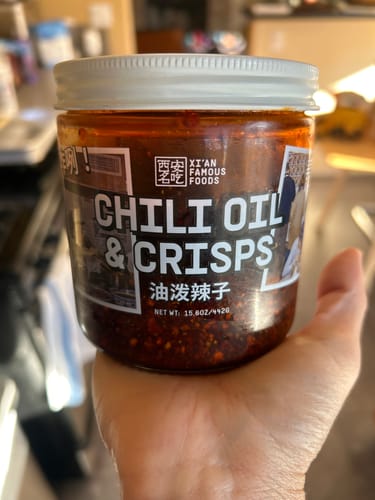 西安
名吃
XI'AN
FAMOUS
FOODS
CHILI OIL
& CRISPS
油泼辣子
NET WT: 15.6OZ/442G